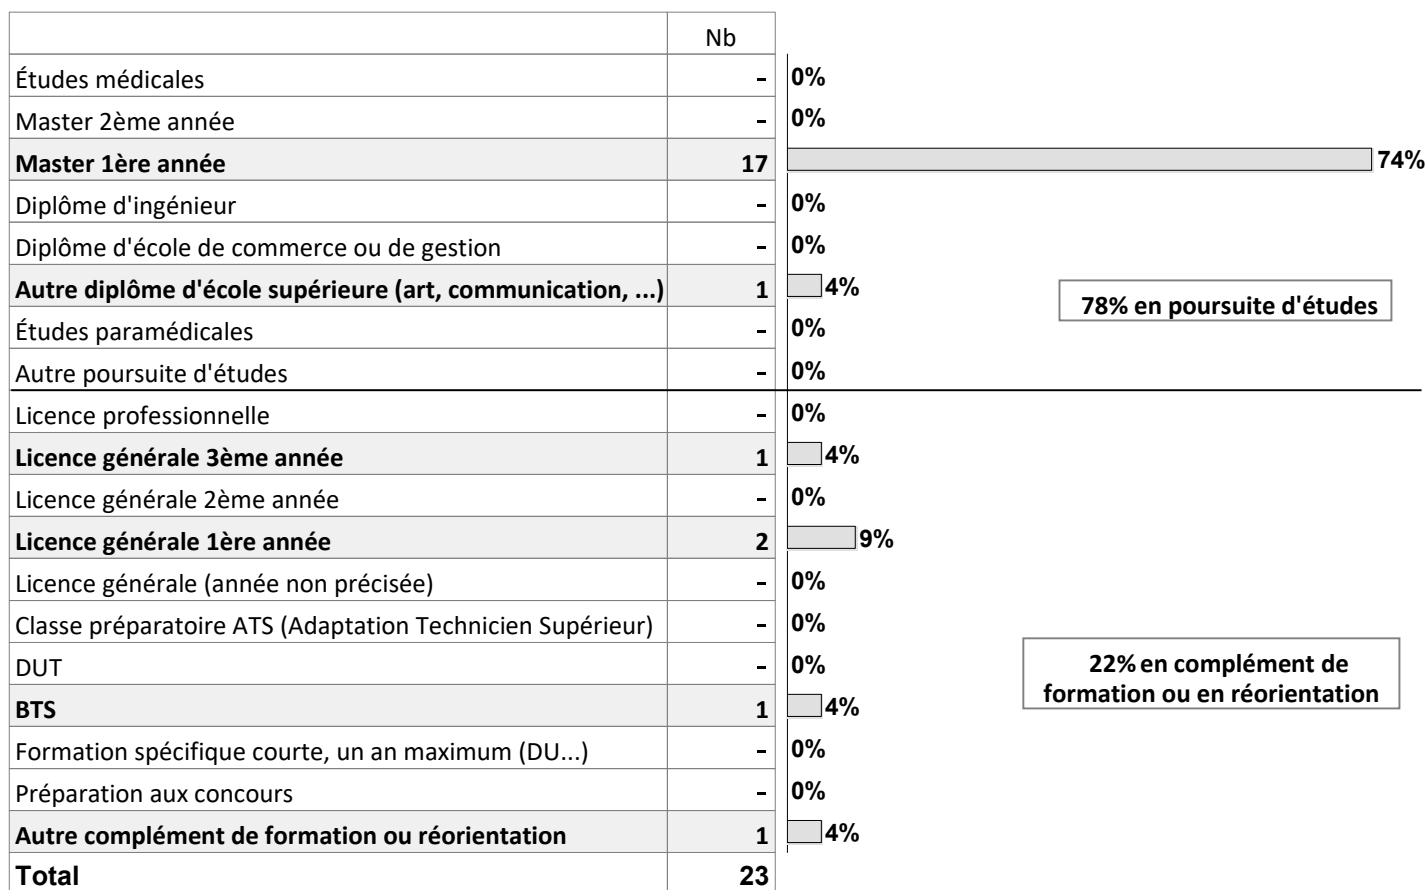 Nb
Études médicales - 0%
Master 2ème année - 0%
Master 1ère année 17 74%
Diplôme d'ingénieur - 0%
Diplôme d'école de commerce ou de gestion - 0%
Autre diplôme d'école supérieure (art, communication, ...) 1 4%
78% en poursuite d'études
Études paramédicales - 0%
Autre poursuite d'études - 0%
Licence professionnelle - 0%
Licence générale 3ème année 1 4%
Licence générale 2ème année - 0%
Licence générale 1ère année 2 9%
Licence générale (année non précisée) - 0%
Classe préparatoire ATS (Adaptation Technicien Supérieur) - 0%
DUT - 0%
22% en complément de
formation ou en réorientation
BTS 1 4%
Formation spécifique courte, un an maximum (DU...) - 0%
Préparation aux concours - 0%
Autre complément de formation ou réorientation 1 4%
Total 23